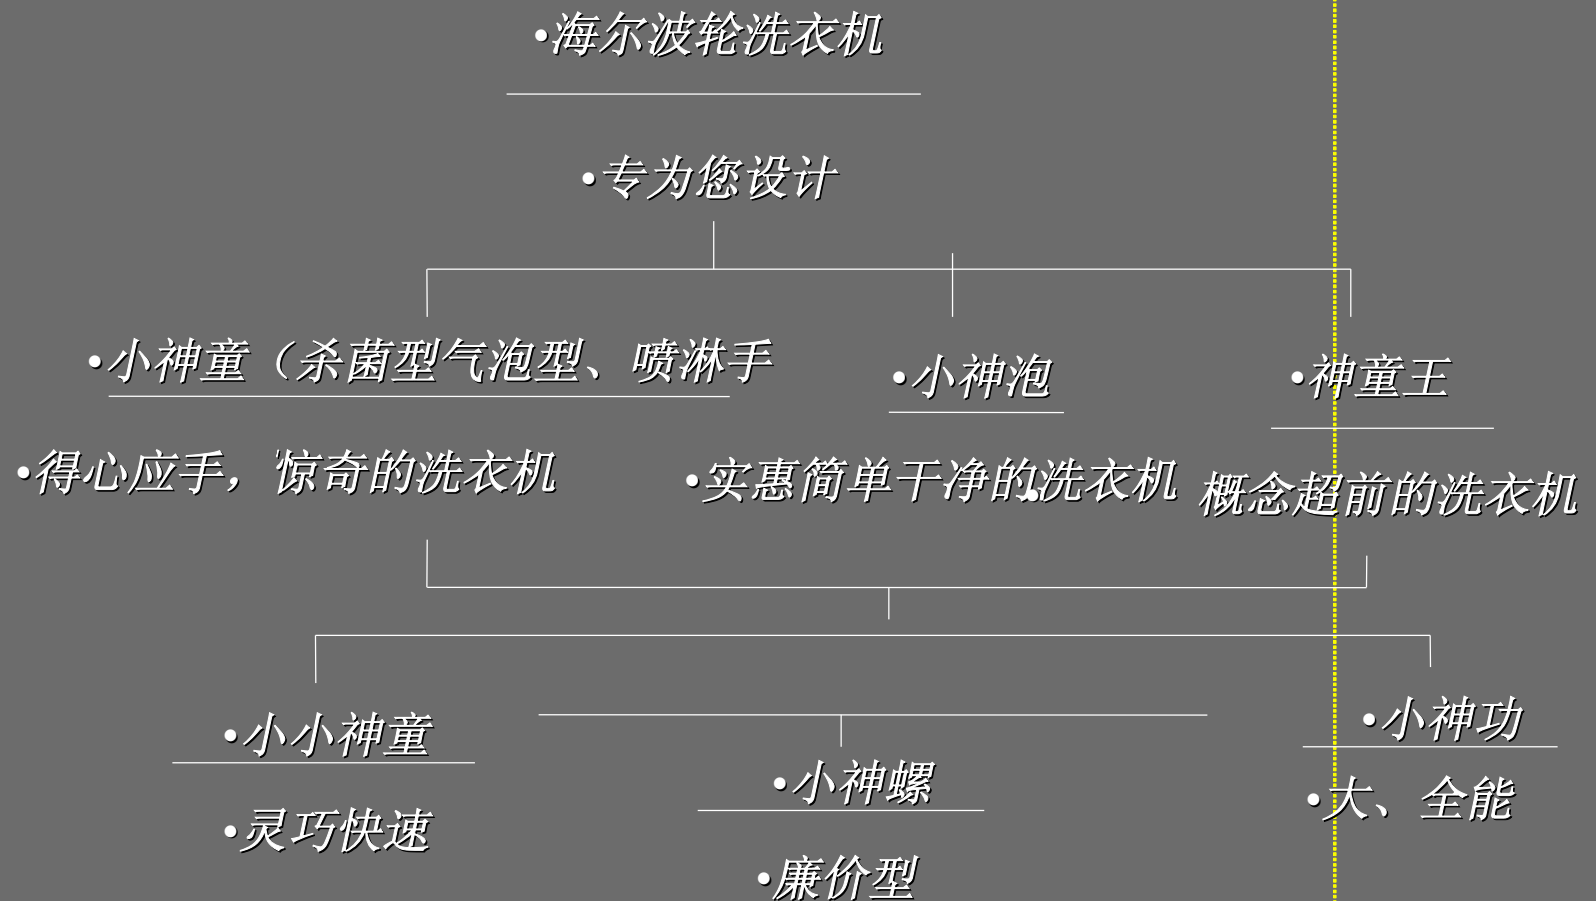 •海尔波轮洗衣机
•专为您设计
•小神童（杀菌型气泡型、喷淋手
•小神泡
•神童王
•得心应手，惊奇的洗衣机
•实惠简单干净的洗衣机
•概念超前的洗衣机
•小小神童
•灵巧快速
•小神螺
•廉价型
•小神功
•大、全能